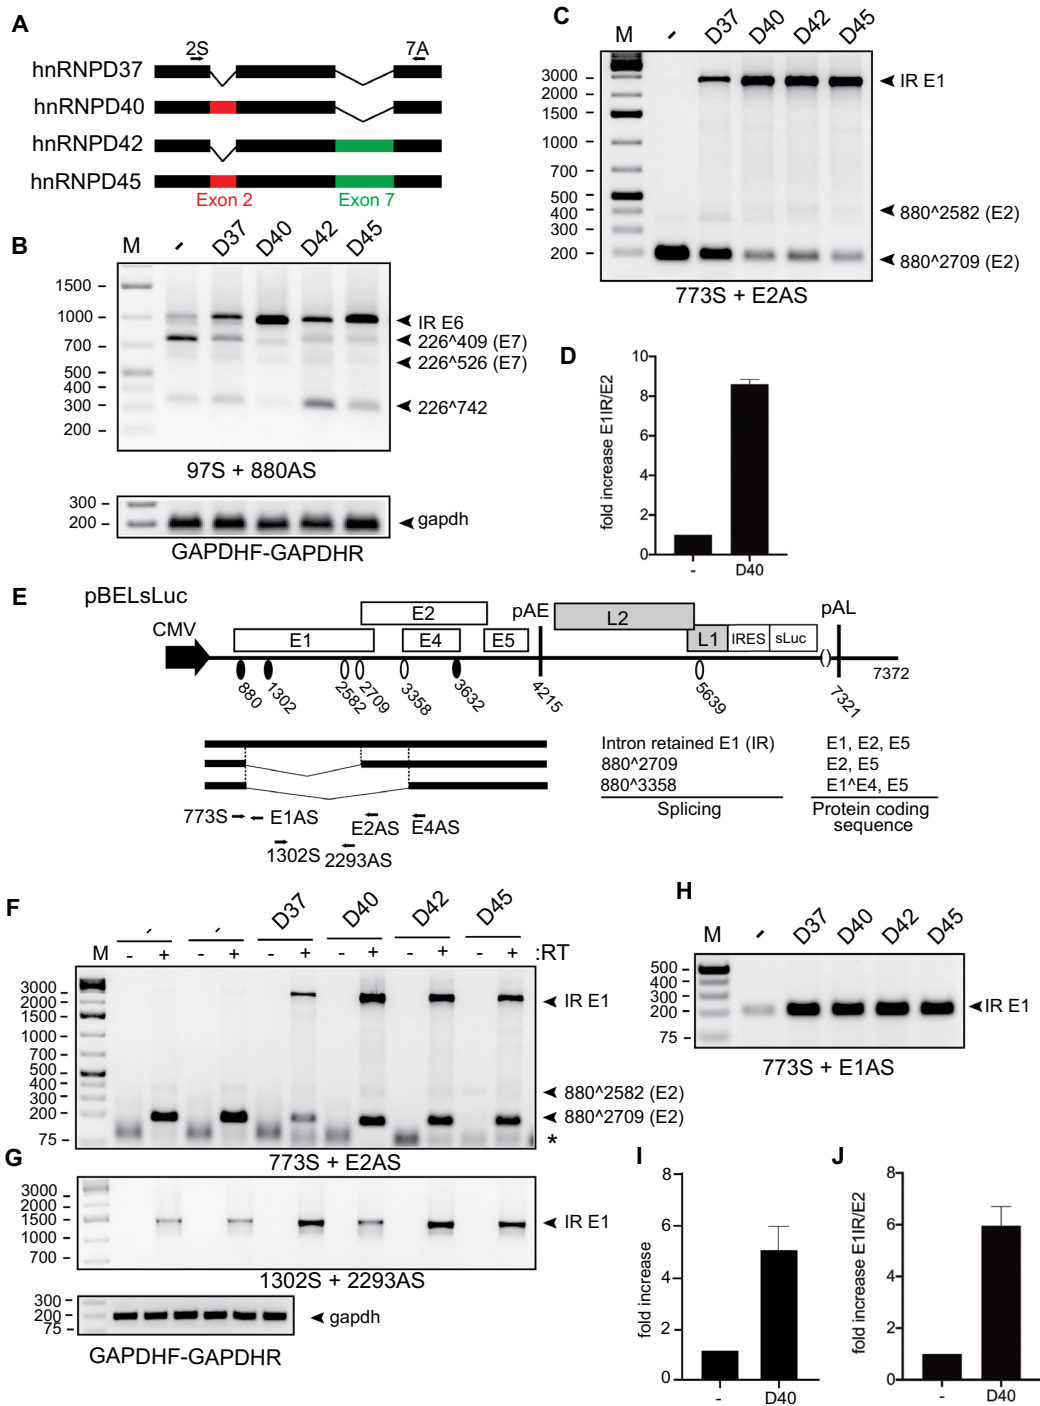 A
2S
7A
hnRNPD37
hnRNPD40
hnRNPD42
hnRNPD45
Exon 2
Exon 7
B
M
-
D37
D40
D42
D45
1500
1000
700
500
400
300
200
IR E6
226^409 (E7)
226^526 (E7)
226^742
97S + 880AS
300
200
gapdh
GAPDHF-GAPDHR
C
M
-
D37
D40
D42
D45
3000
2000
1500
1000
700
500
400
300
200
IR E1
880^2582 (E2)
880^2709 (E2)
773S + E2AS
D
fold increase E1IR/E2
10
8
6
4
2
0
-
D40
E
pBELsLuc
CMV
E1
E2
E4
E5
pAE
L2
L1
IRES
sLuc
pAL
880
1302
2582
2709
3358
3632
4215
5639
7321
7372
773S
E1AS
1302S
2293AS
E2AS
E4AS
Intron retained E1 (IR)
E1, E2, E5
880^2709
E2, E5
880^3358
E1^E4, E5
Splicing
Protein coding
sequence
F
-
-
D37
D40
D42
D45
M
- + - + - + - + - + - + :RT
3000
2000
1500
1000
700
500
400
300
200
75
IR E1
880^2582 (E2)
880^2709 (E2)
*
773S + E2AS
G
3000
2000
1500
1000
700
IR E1
1302S + 2293AS
300
200
75
gapdh
GAPDHF-GAPDHR
H
M
-
D37
D40
D42
D45
500
400
300
200
75
IR E1
773S + E1AS
I
fold increase
8
6
4
2
0
-
D40
J
fold increase E1IR/E2
8
6
4
2
0
-
D40